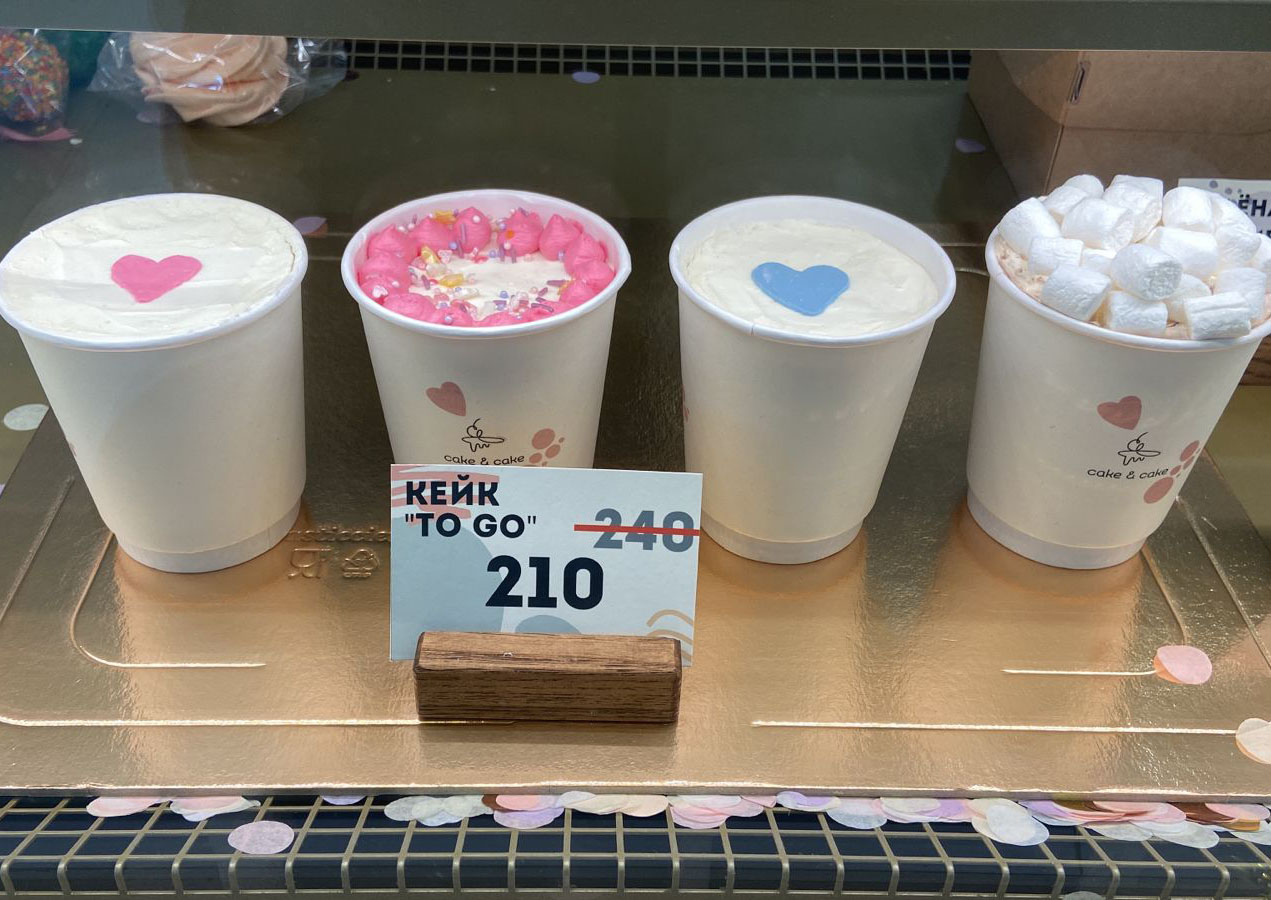 cake & cake
cake & cake
КЕЙК
"TO GO"
240
210